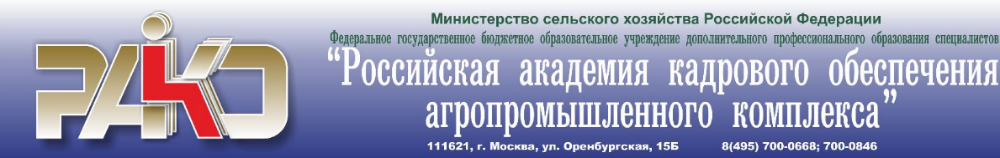 РАКО
Министерство сельского хозяйства Российской Федерации
Федеральное государственное бюджетное образовательное учреждение дополнительного профессионального образования специалистов
“Российская академия кадрового обеспечения
агропромышленного комплекса”
111621, г. Москва, ул. Оренбургская, 15Б 8(495) 700-0668; 700-0846